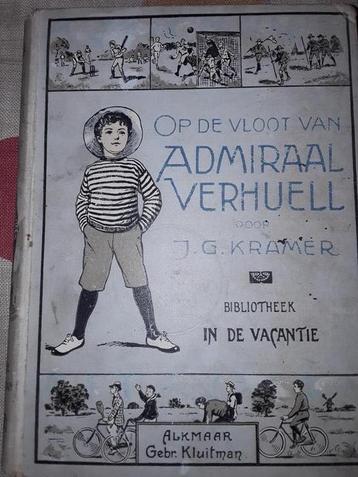 OP DE VLOOT VAN
ADMIRAAL
VERHUELL
DOOR
J.G. KRAMER
BIBLIOTHEEK
IN DE VACANTIE
ALKMAAR
Gebr. Kluitman